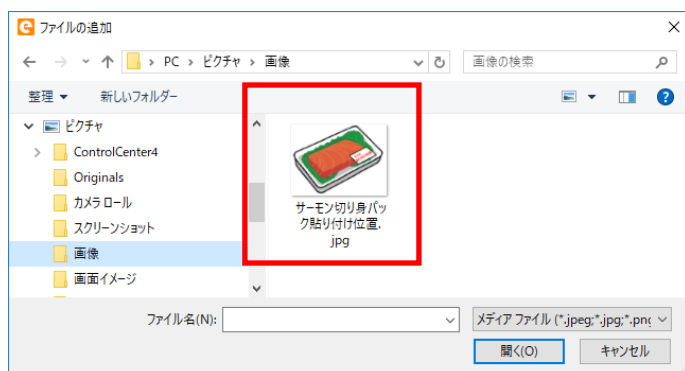 ファイルの追加
PC › ピクチャ › 画像
画像の検索
整理 新しいフォルダー
ピクチャ
ControlCenter4
Originals
カメラロール
スクリーンショット
画像
画面イメージ
サーモン切り身パッ
ク貼り付け位置.
jpg
ファイル名(N):
メディア ファイル (*.jpeg;*.jpg;*.png
開く(O) キャンセル